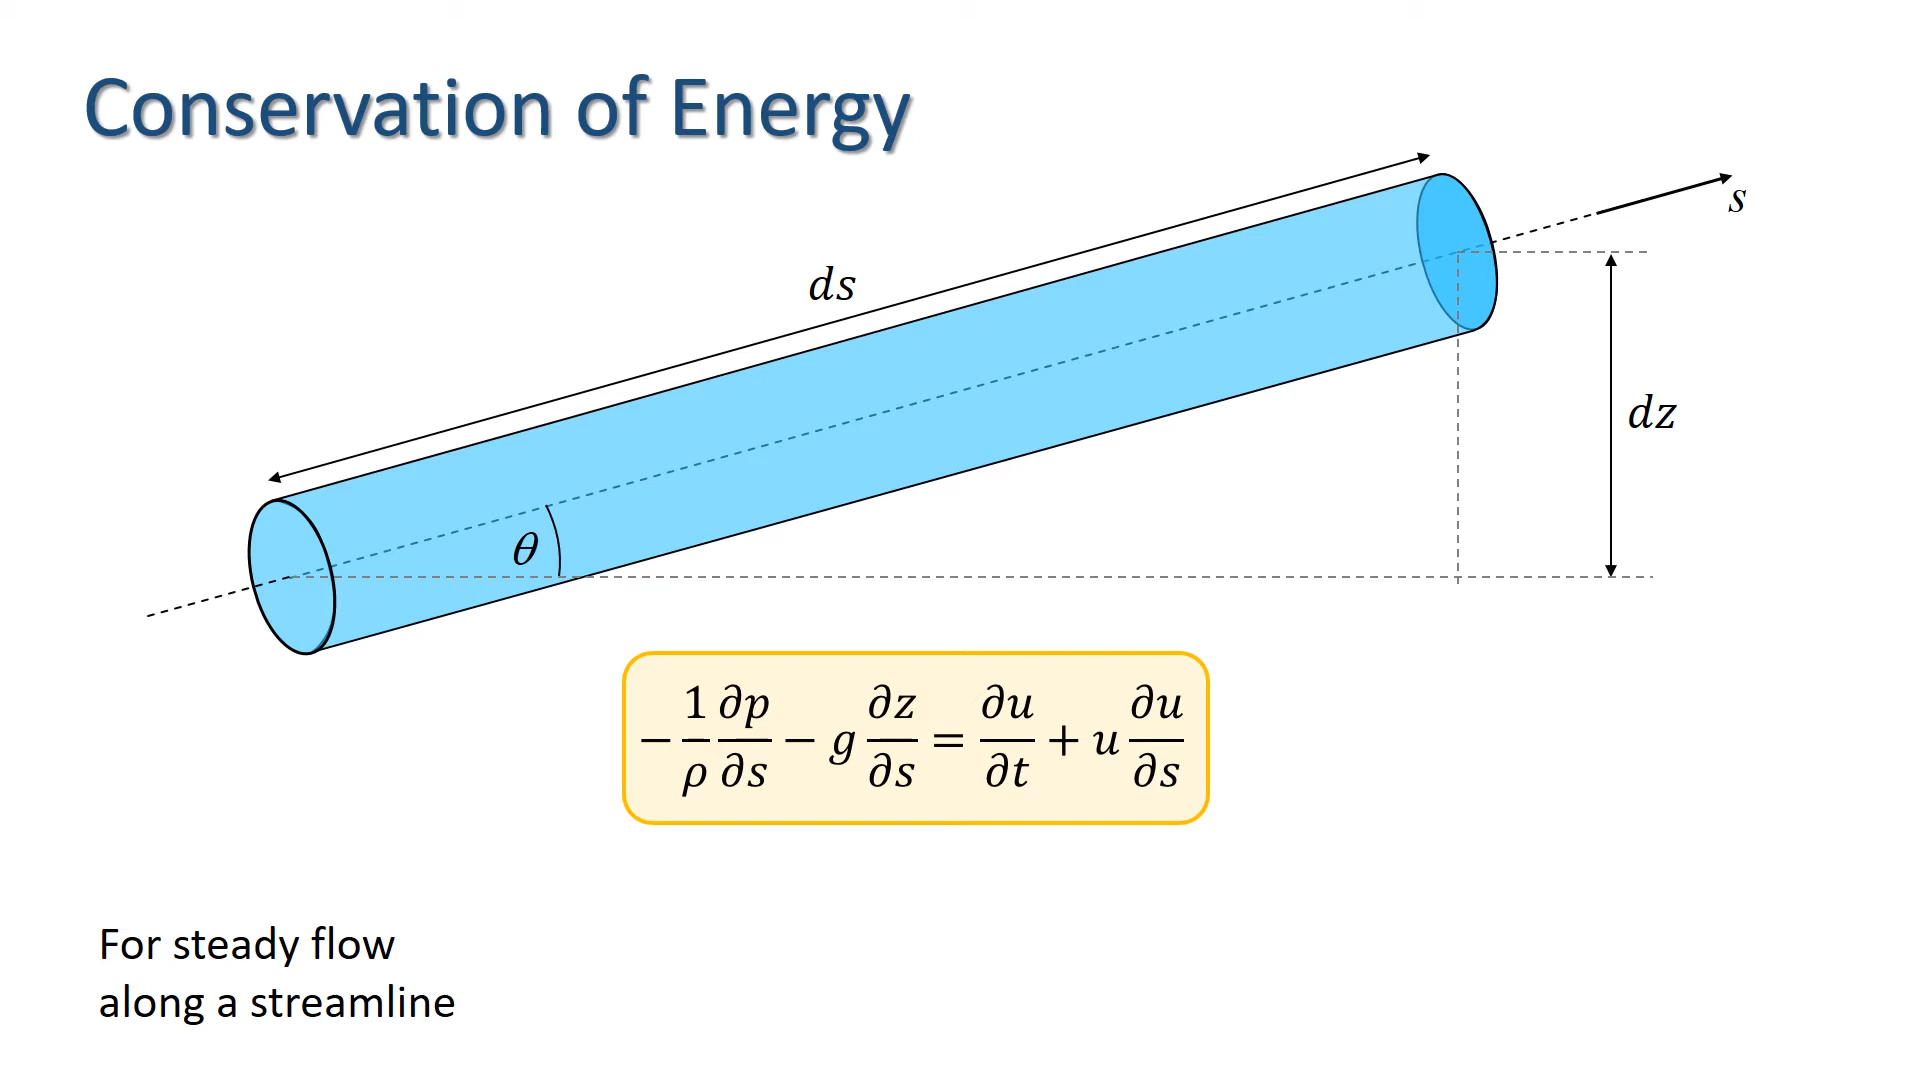 Conservation of Energy
s
ds
dz
θ
−(1/ρ)(∂p/∂s) − g(∂z/∂s) = ∂u/∂t + u(∂u/∂s)
For steady flow
along a streamline